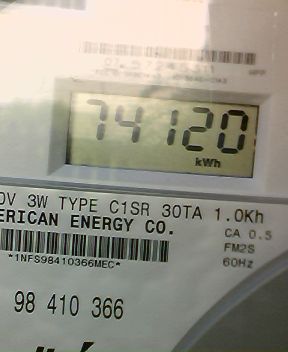 74120
kWh
0V 3W TYPE C1SR 30TA 1.0Kh
ERICAN ENERGY CO.
CA 0.5
FM2S
*1NFS98410366MEC*
60Hz
98 410 366